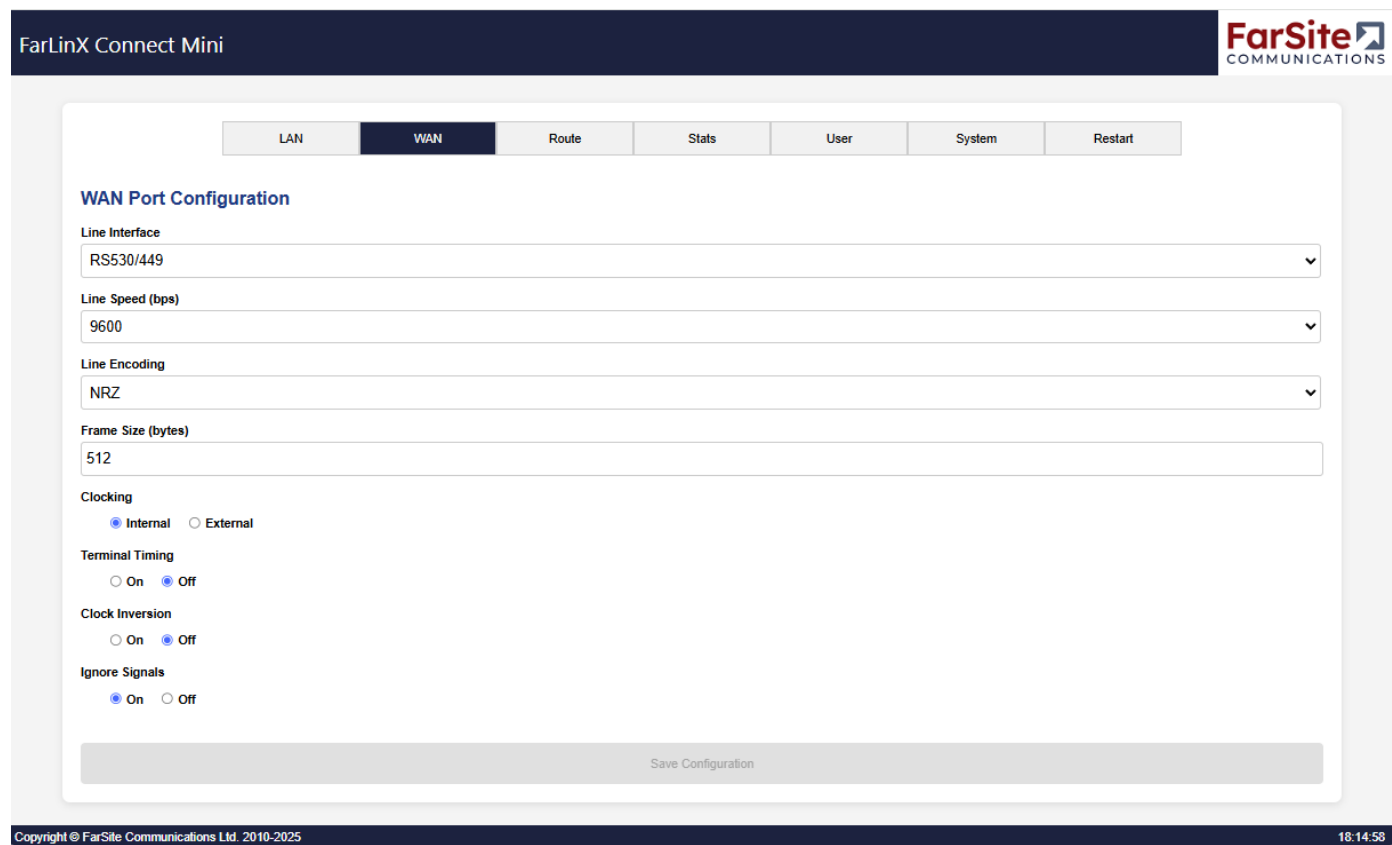 FarLinX Connect Mini
FarSite
COMMUNICATIONS
LAN WAN Route Stats User System Restart
WAN Port Configuration
Line Interface
RS530/449
Line Speed (bps)
9600
Line Encoding
NRZ
Frame Size (bytes)
512
Clocking
Internal External
Terminal Timing
On Off
Clock Inversion
On Off
Ignore Signals
On Off
Save Configuration
Copyright © FarSite Communications Ltd. 2010-2025 18:14:58